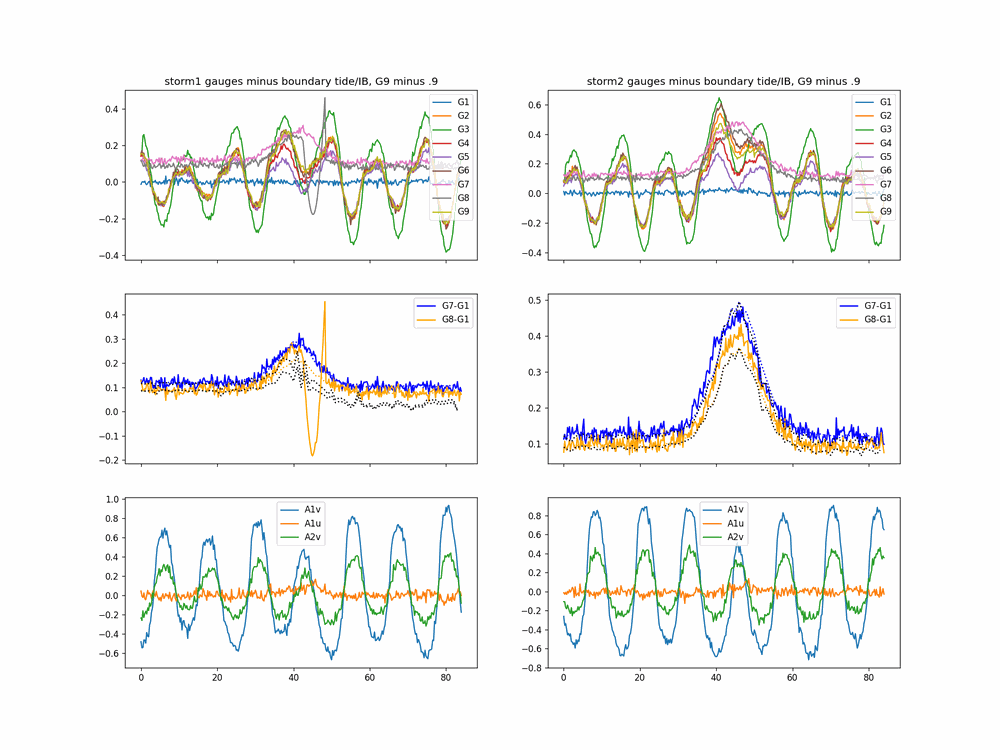 storm1 gauges minus boundary tide/IB, G9 minus .9
0.4
0.2
0.0
−0.2
−0.4
G1
G2
G3
G4
G5
G6
G7
G8
G9
storm2 gauges minus boundary tide/IB, G9 minus .9
0.6
0.4
0.2
0.0
−0.2
−0.4
G1
G2
G3
G4
G5
G6
G7
G8
G9
0.4
0.3
0.2
0.1
0.0
−0.1
−0.2
G7-G1
G8-G1
0.5
0.4
0.3
0.2
0.1
G7-G1
G8-G1
1.0
0.8
0.6
0.4
0.2
0.0
−0.2
−0.4
−0.6
A1v
A1u
A2v
0 20 40 60 80
0.8
0.6
0.4
0.2
0.0
−0.2
−0.4
−0.6
−0.8
A1v
A1u
A2v
0 20 40 60 80